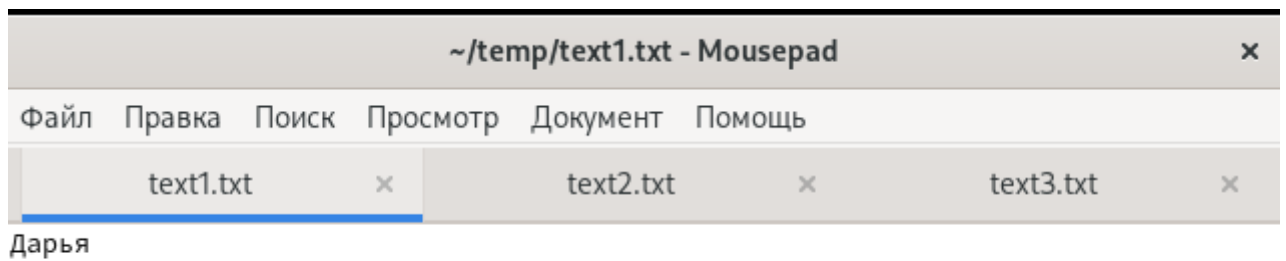 ~/temp/text1.txt - Mousepad
Файл Правка Поиск Просмотр Документ Помощь
text1.txt text2.txt text3.txt
Дарья